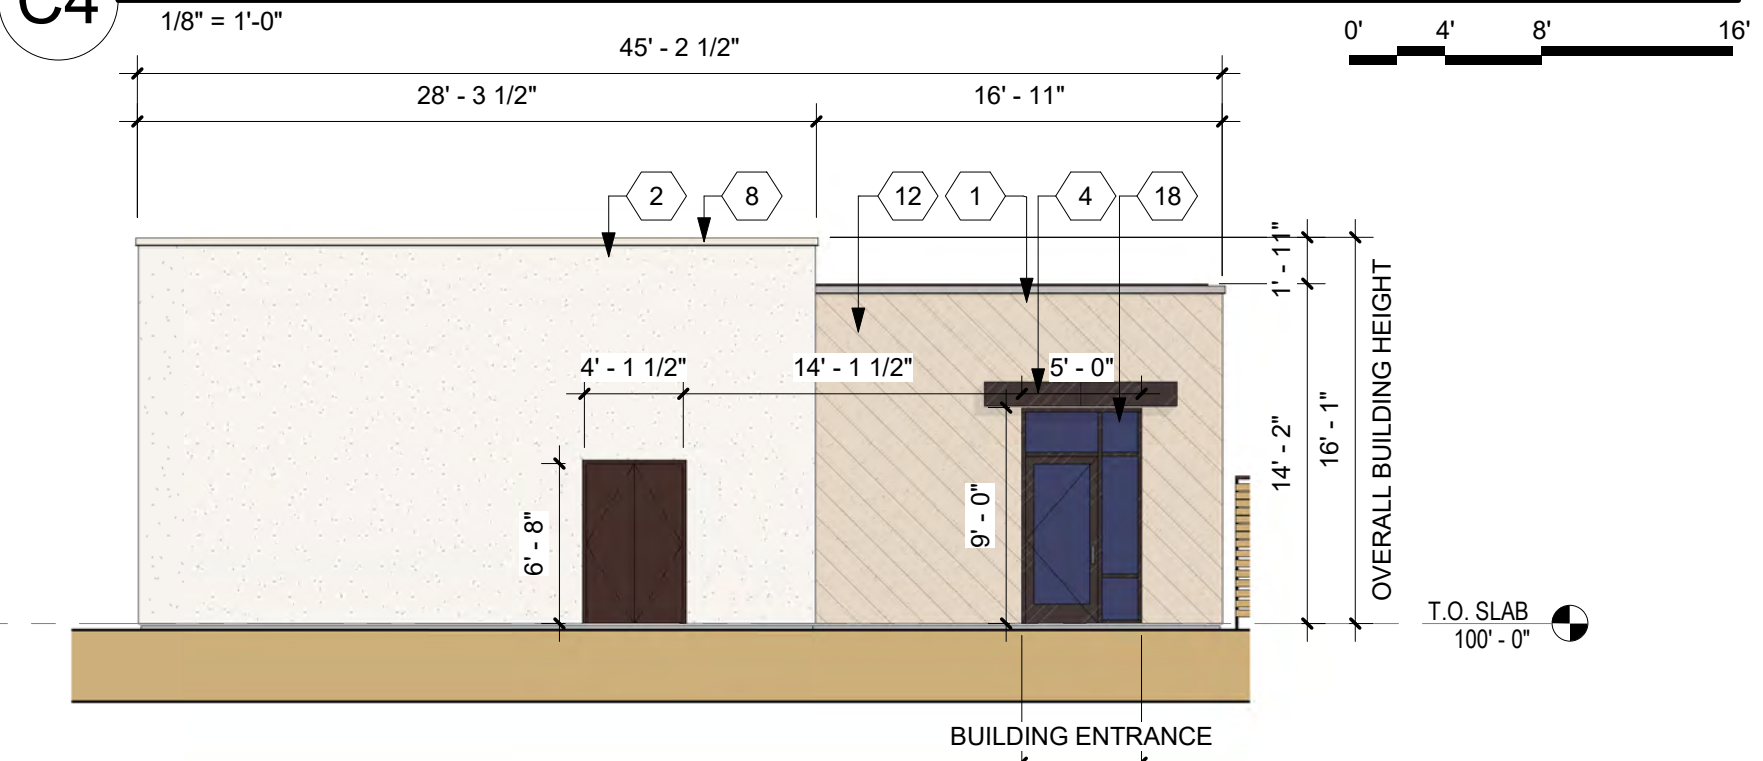 C4
1/8" = 1'-0"
0' 4' 8' 16'
45' - 2 1/2"
28' - 3 1/2" 16' - 11"
2 8 12 1 4 18
1' - 11"
4' - 1 1/2" 14' - 1 1/2" 5' - 0"
6' - 8" 9' - 0" 14' - 2" 16' - 1" OVERALL BUILDING HEIGHT
T.O. SLAB
100' - 0"
BUILDING ENTRANCE